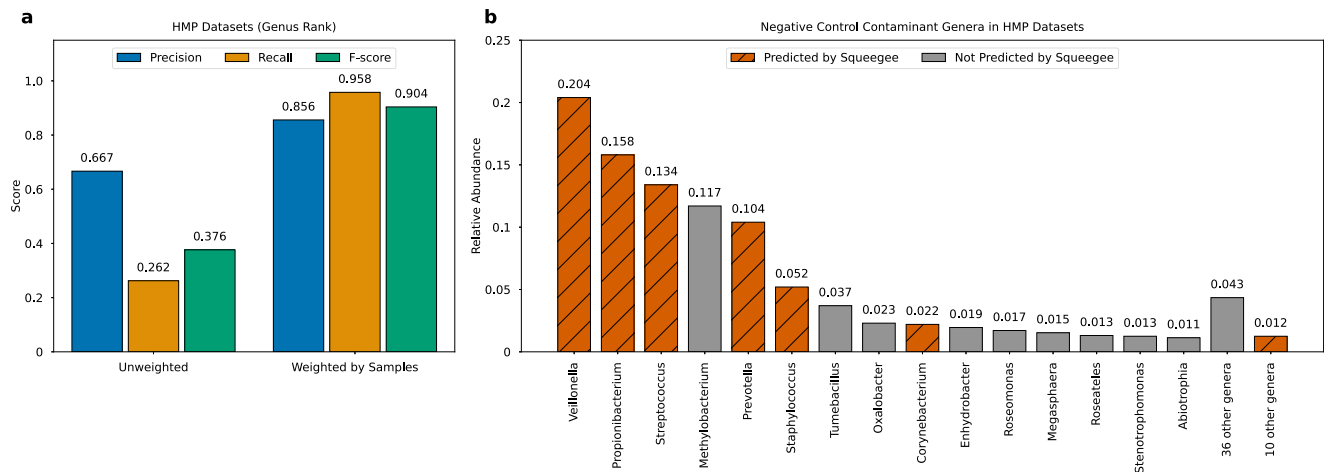 a
HMP Datasets (Genus Rank)
Precision
Recall
F-score
Score
1.0
0.8
0.6
0.4
0.2
0
0.667
0.262
0.376
0.856
0.958
0.904
Unweighted
Weighted by Samples
b
Negative Control Contaminant Genera in HMP Datasets
Predicted by Squeegee
Not Predicted by Squeegee
Relative Abundance
0.25
0.2
0.15
0.1
0.05
0
0.204
0.158
0.134
0.117
0.104
0.052
0.037
0.023
0.022
0.019
0.017
0.015
0.013
0.013
0.011
0.043
0.012
Veillonella
Propionibacterium
Streptococcus
Methylobacterium
Prevotella
Staphylococcus
Tumebacillus
Oxalobacter
Corynebacterium
Enhydrobacter
Roseomonas
Megasphaera
Roseateles
Stenotrophomonas
Abiotrophia
36 other genera
10 other genera